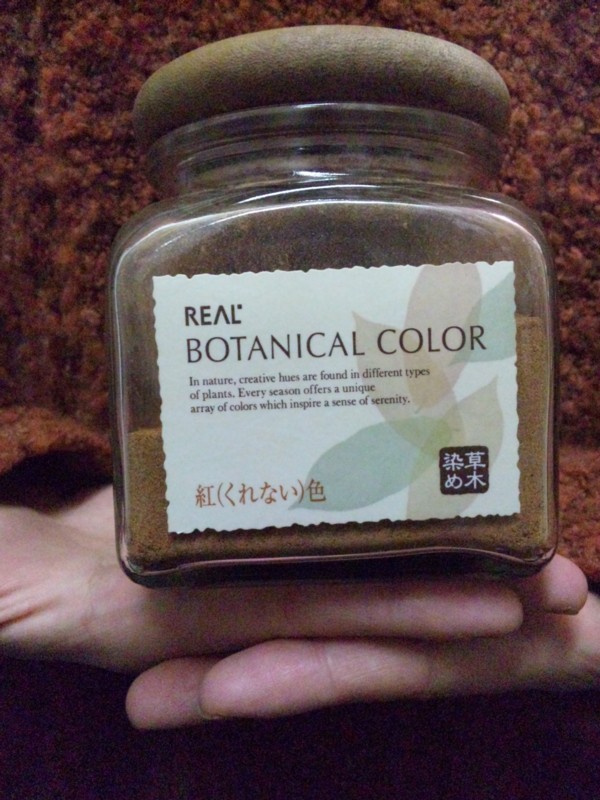 REAL
BOTANICAL COLOR
In nature, creative hues are found in different types
of plants. Every season offers a unique
array of colors which inspire a sense of serenity.
紅(くれない)色
草木
染め